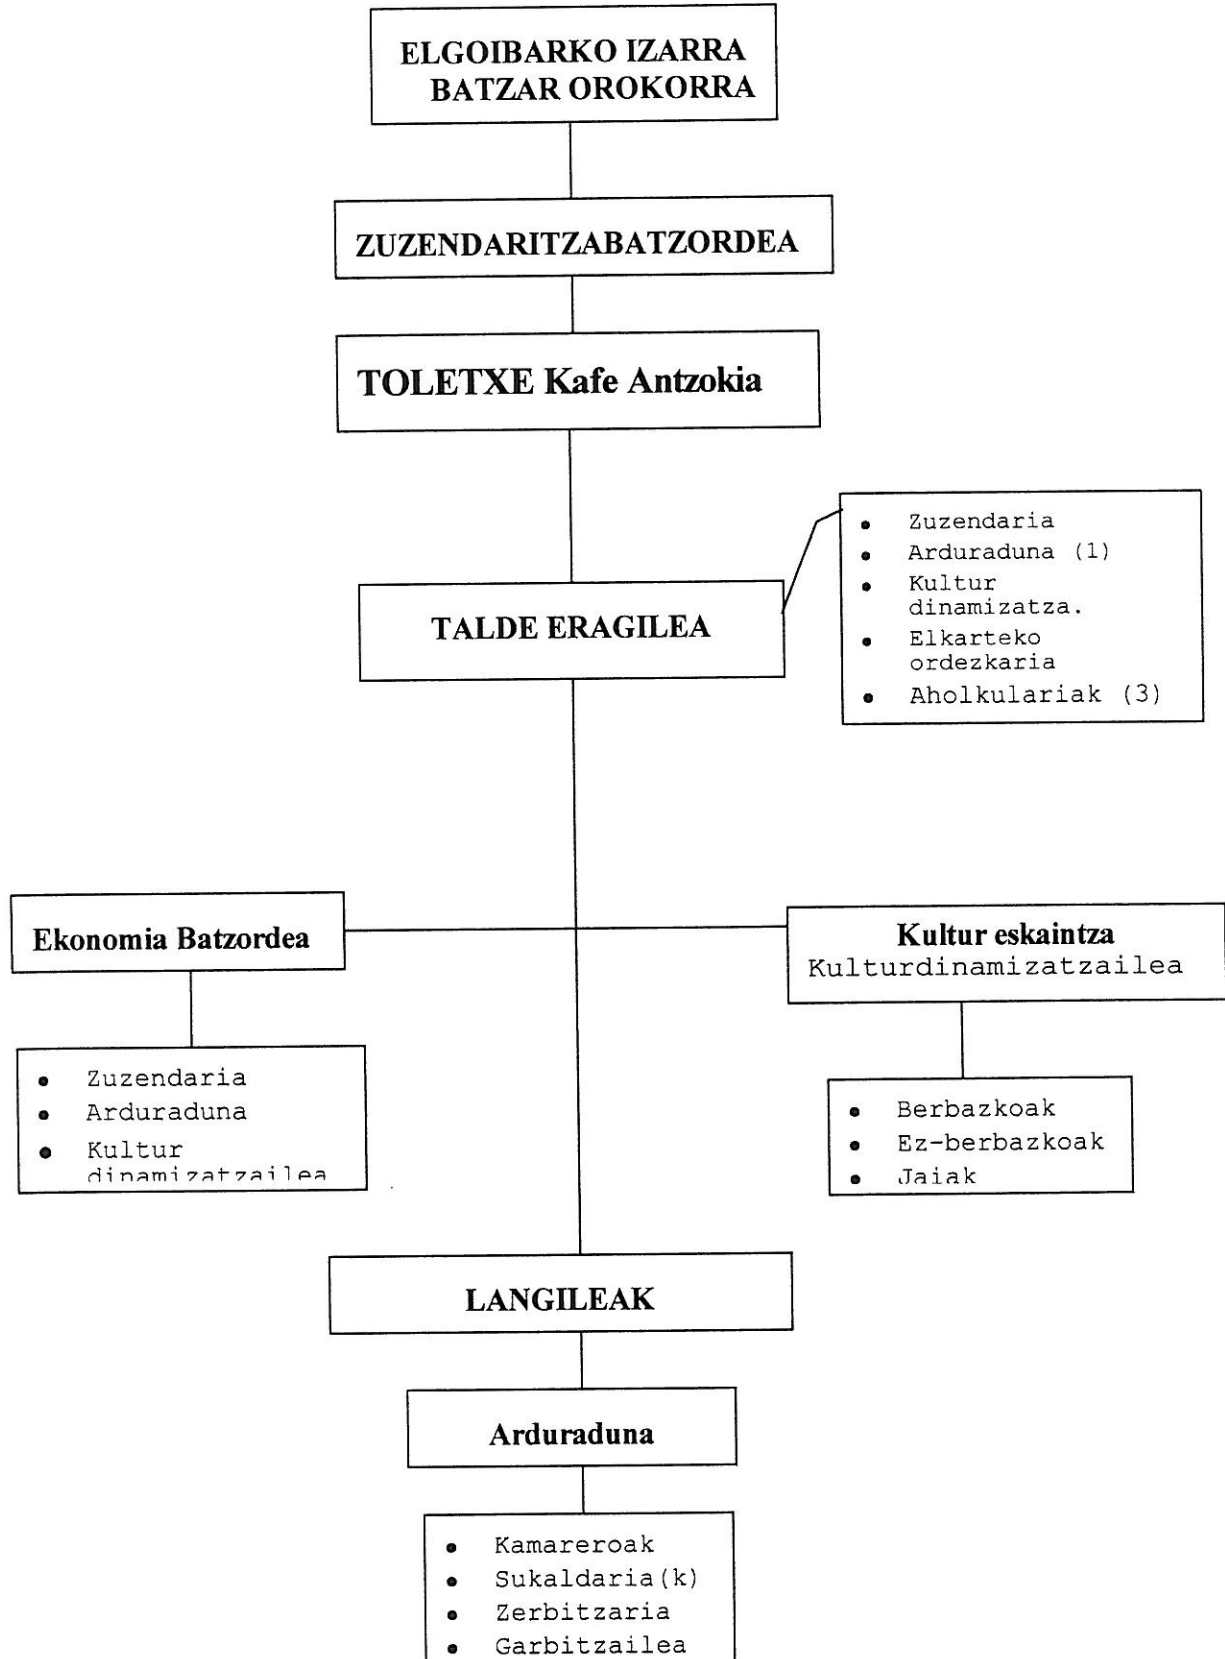 ELGOIBARKO IZARRA
BATZAR OROKORRA
ZUZENDARITZABATZORDEA
TOLETXE Kafe Antzokia
• Zuzendaria
• Arduraduna (1)
• Kultur
dinamizatza.
• Elkarteko
ordezkaria
• Aholkulariak (3)
TALDE ERAGILEA
Ekonomia Batzordea
Kultur eskaintza
Kulturdinamizatzailea
• Zuzendaria
• Arduraduna
• Kultur
dinamizatzailea
• Berbazkoak
• Ez-berbazkoak
• Jaiak
LANGILEAK
Arduraduna
• Kamareroak
• Sukaldaria(k)
• Zerbitzaria
• Garbitzailea